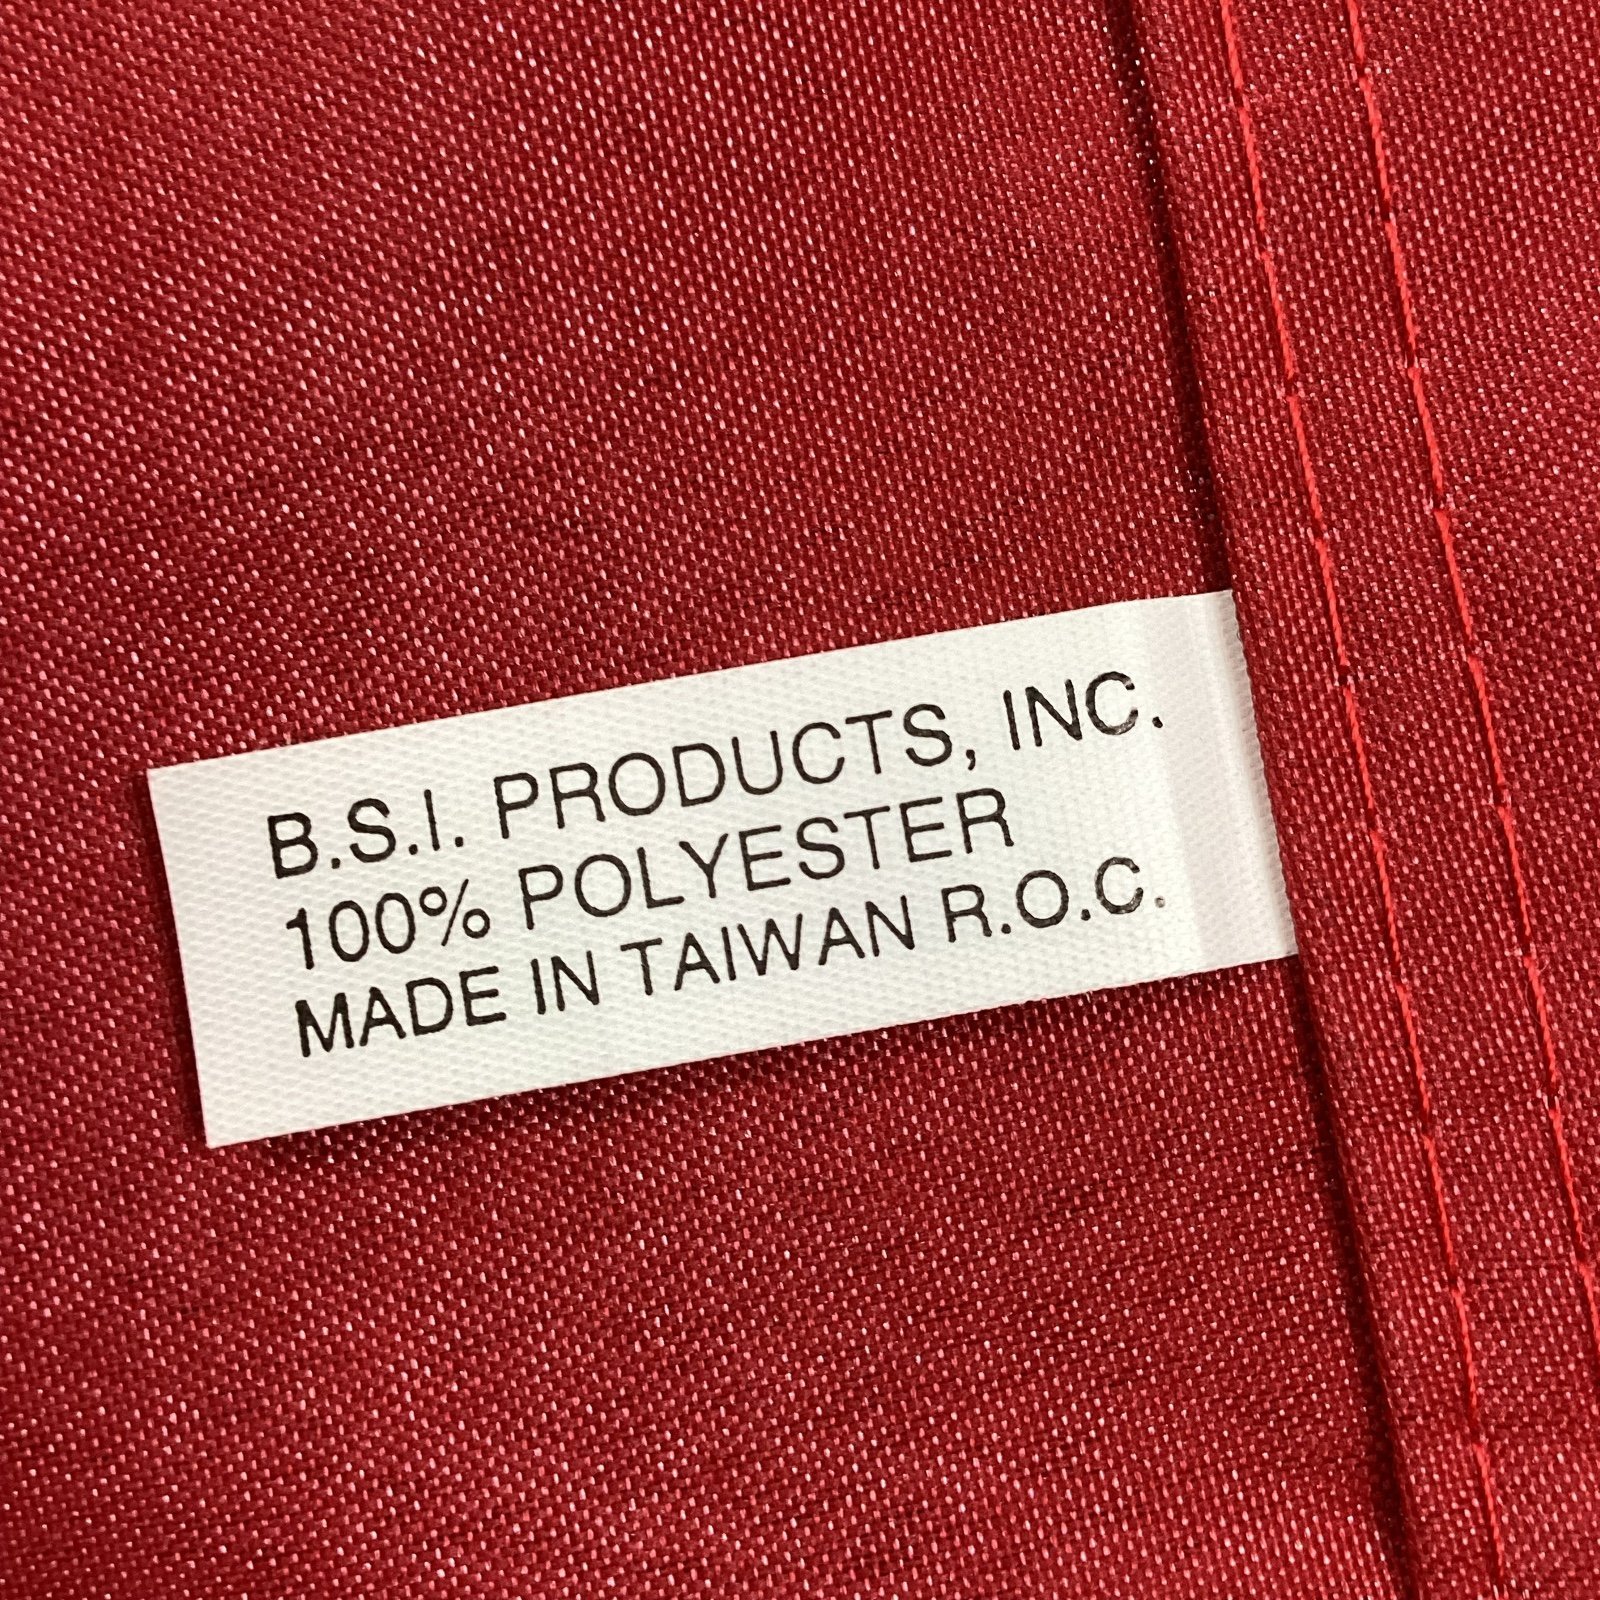 B.S.I. PRODUCTS, INC.
100% POLYESTER
MADE IN TAIWAN R.O.C.